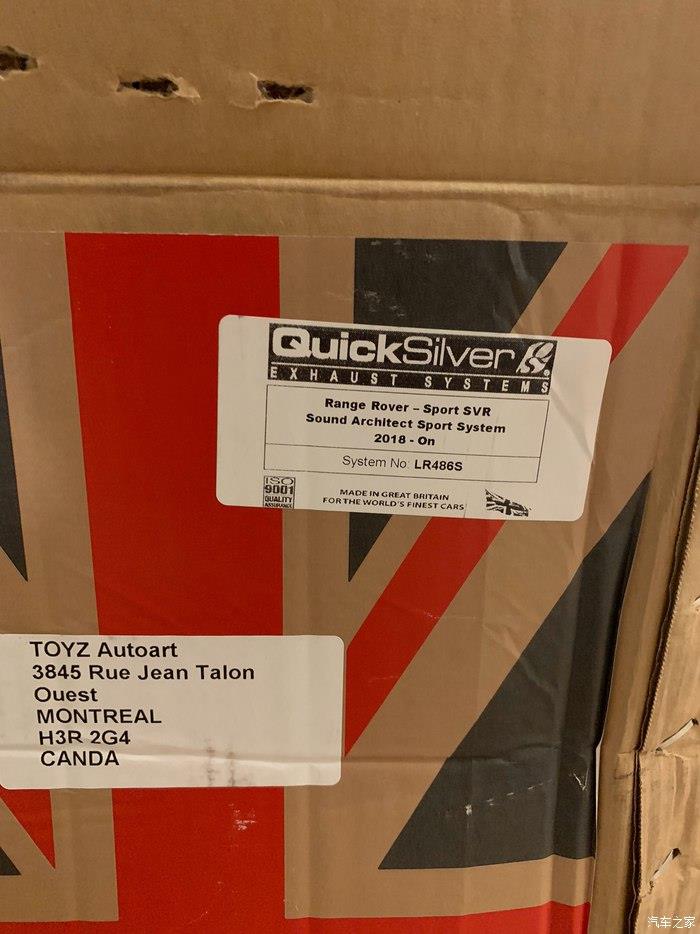 QuickSilver
EXHAUST SYSTEMS
Range Rover – Sport SVR
Sound Architect Sport System
2018 - On
System No: LR486S
ISO
9001
QUALITY
ASSURANCE
MADE IN GREAT BRITAIN
FOR THE WORLD'S FINEST CARS
TOYZ Autoart
3845 Rue Jean Talon
Ouest
MONTREAL
H3R 2G4
CANDA
汽车之家